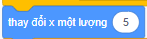 thay đổi x một lượng 5